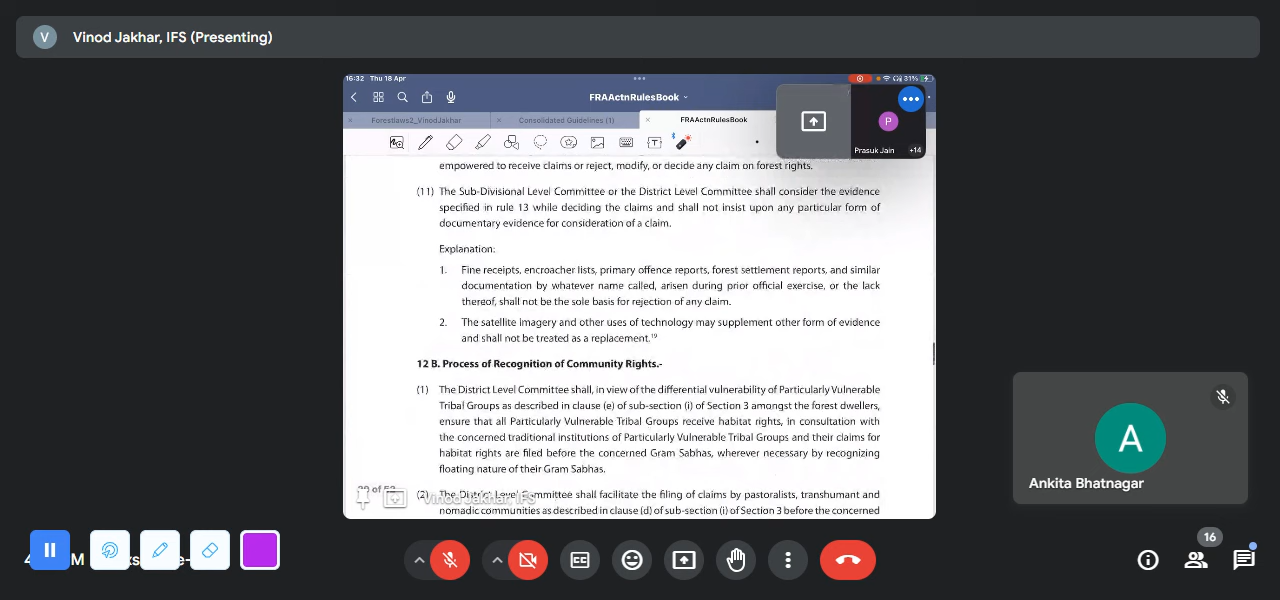 V
Vinod Jakhar, IFS (Presenting)
16:32 Thu 18 Apr
31%
FRAActnRulesBook
Forestlaws2_VinodJakhar
Consolidated Guidelines (1)
FRAActnRulesBook
P
Prasuk Jain
+14
empowered to receive claims or reject, modify, or decide any claim on forest rights.
(11) The Sub-Divisional Level Committee or the District Level Committee shall consider the evidence
specified in rule 13 while deciding the claims and shall not insist upon any particular form of
documentary evidence for consideration of a claim.
Explanation:
1. Fine receipts, encroacher lists, primary offence reports, forest settlement reports, and similar
documentation by whatever name called, arisen during prior official exercise, or the lack
thereof, shall not be the sole basis for rejection of any claim.
2. The satellite imagery and other uses of technology may supplement other form of evidence
and shall not be treated as a replacement.19
12 B. Process of Recognition of Community Rights.-
(1) The District Level Committee shall, in view of the differential vulnerability of Particularly Vulnerable
Tribal Groups as described in clause (e) of sub-section (i) of Section 3 amongst the forest dwellers,
ensure that all Particularly Vulnerable Tribal Groups receive habitat rights, in consultation with
the concerned traditional institutions of Particularly Vulnerable Tribal Groups and their claims for
habitat rights are filed before the concerned Gram Sabhas, wherever necessary by recognizing
floating nature of their Gram Sabhas.
(2) The District Level Committee shall facilitate the filing of claims by pastoralists, transhumant and
nomadic communities as described in clause (d) of sub-section (i) of Section 3 before the concerned
Vinod Jakhar, IFS
A
Ankita Bhatnagar
16